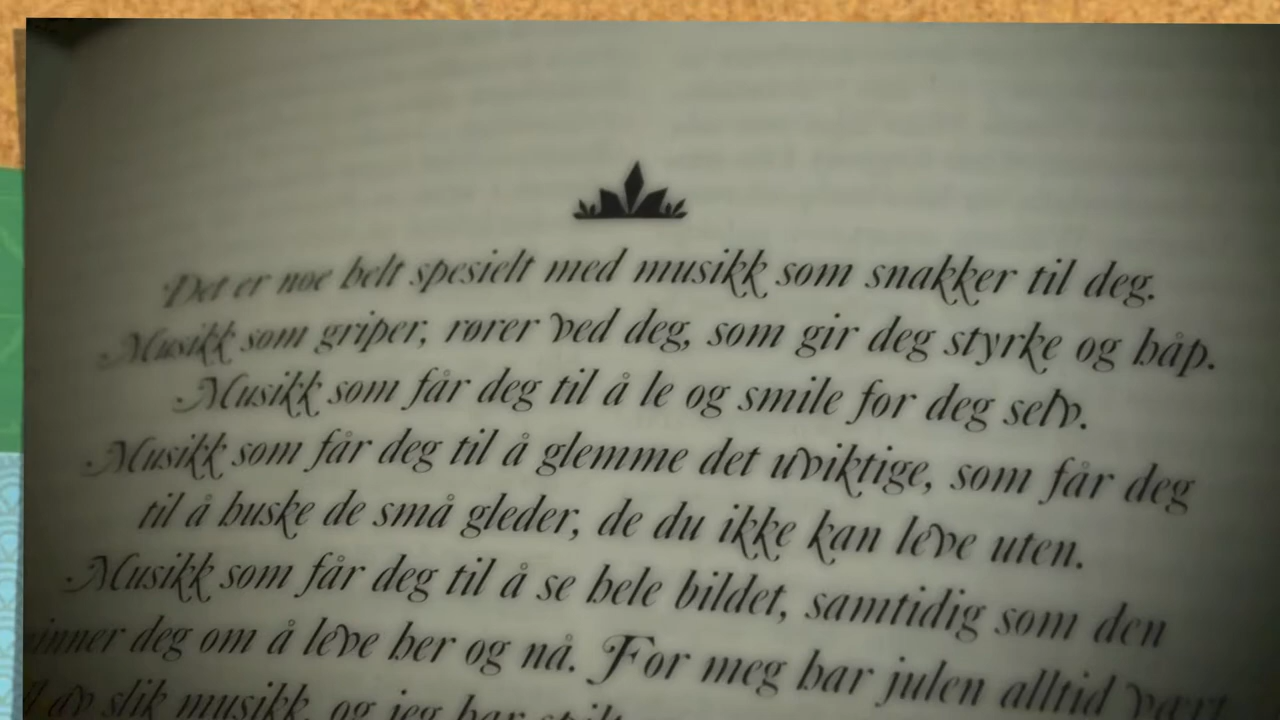 Det er noe helt spesielt med musikk som snakker til deg.
Musikk som griper, rører ved deg, som gir deg styrke og håp.
Musikk som får deg til å le og smile for deg selv.
Musikk som får deg til å glemme det uviktige, som får deg
til å huske de små gleder, de du ikke kan leve uten.
Musikk som får deg til å se hele bildet, samtidig som den
deg om å leve her og nå. For meg har julen alltid vært
av slik musikk, og jeg har